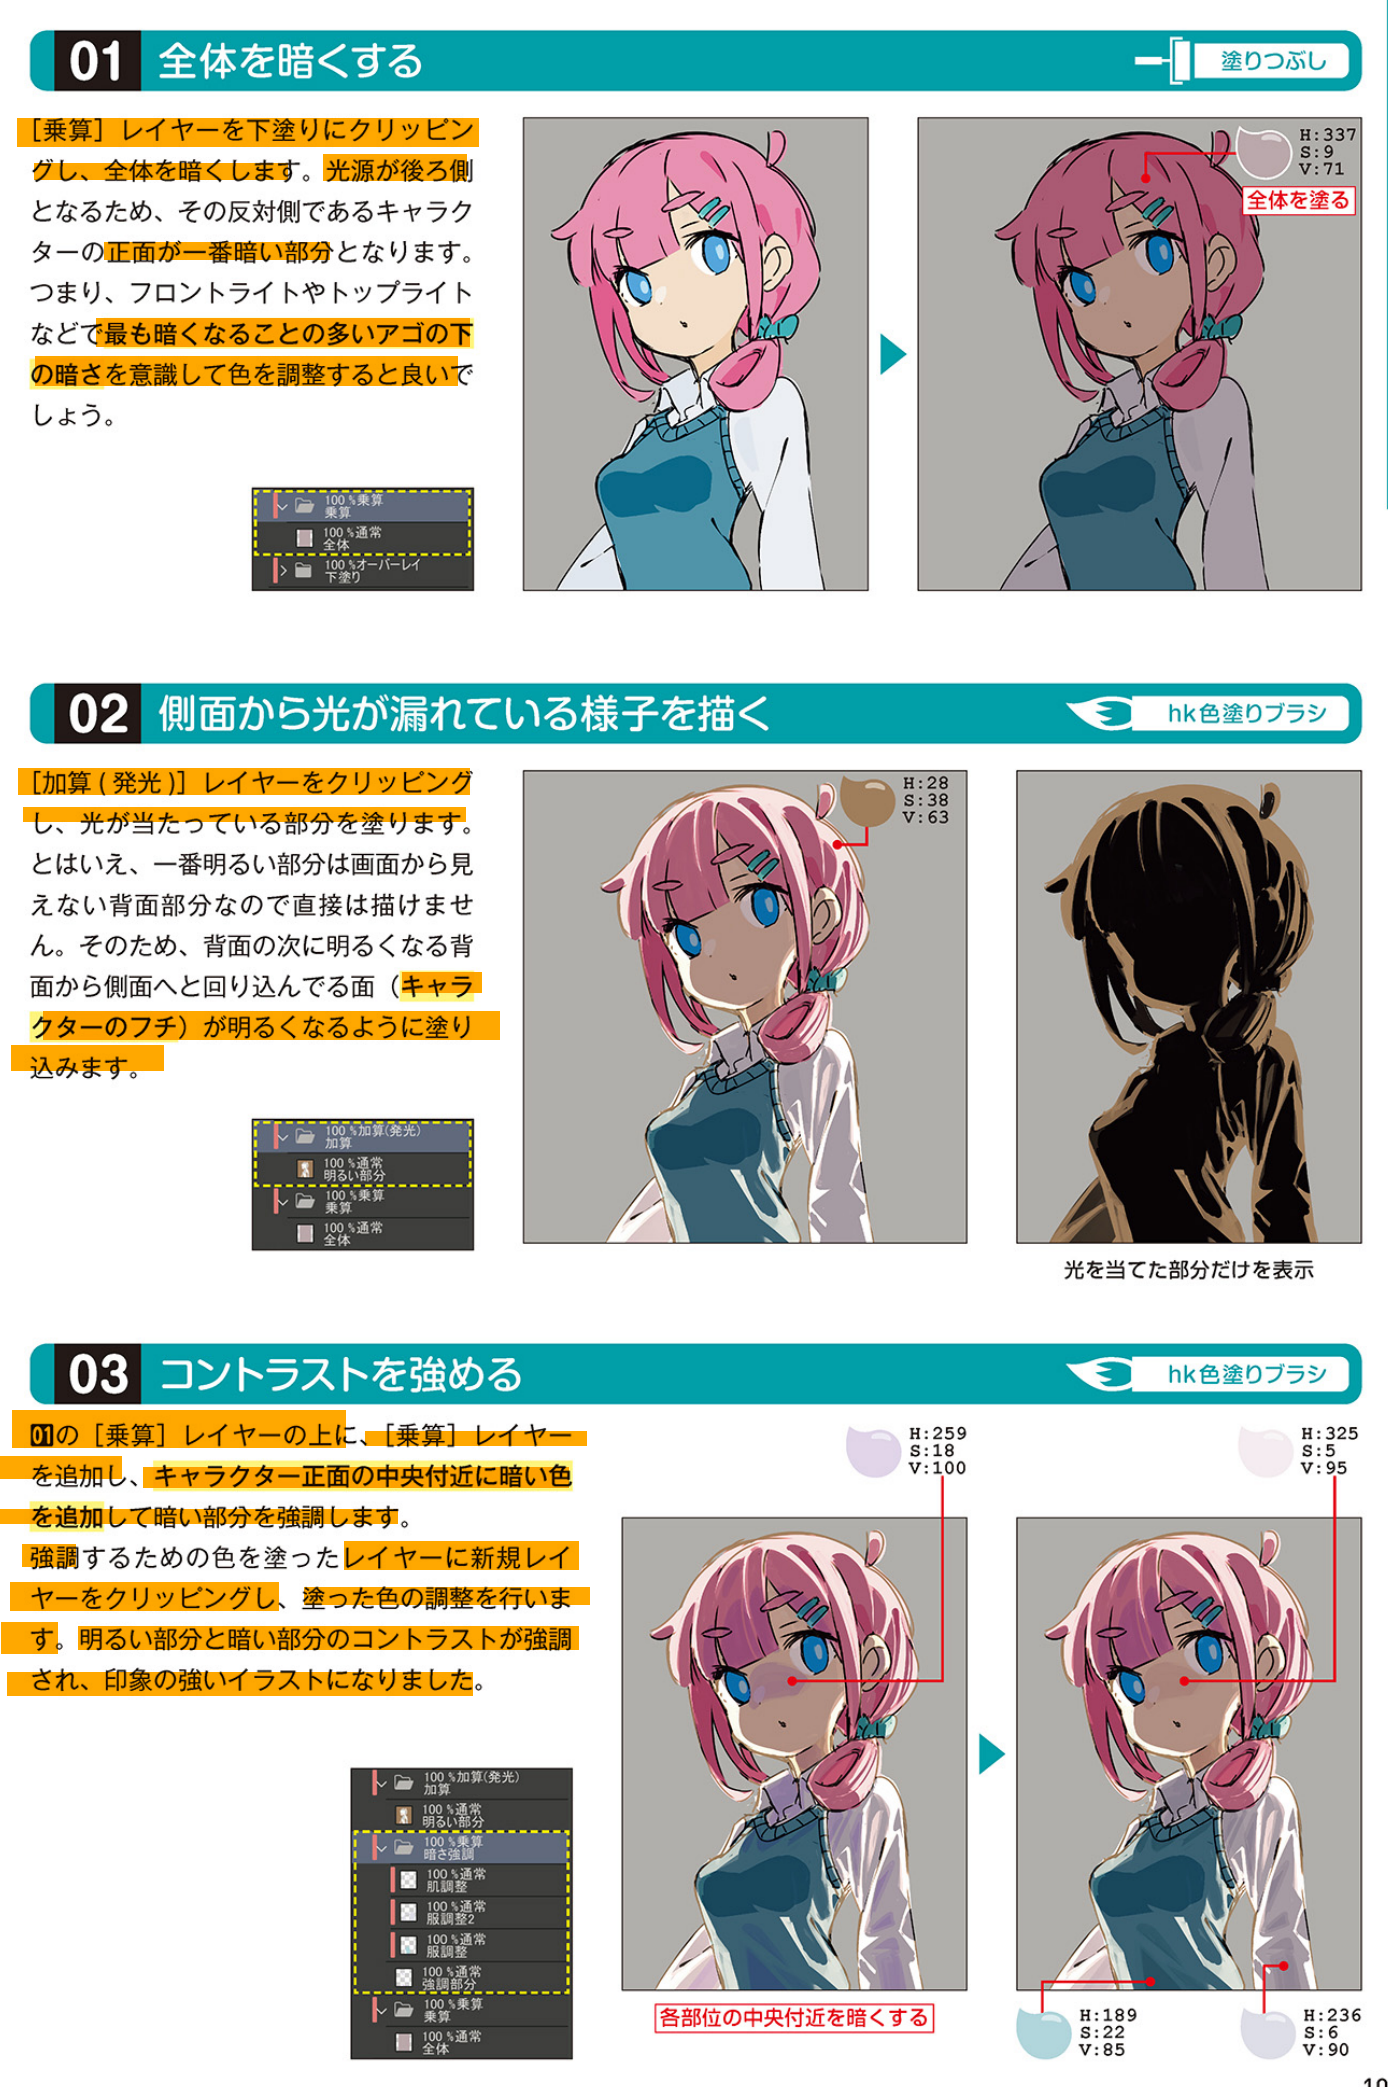 01 全体を暗くする
塗りつぶし
［乗算］レイヤーを下塗りにクリッピン
グし、全体を暗くします。光源が後ろ側
となるため、その反対側であるキャラク
ターの正面が一番暗い部分となります。
つまり、フロントライトやトップライト
などで最も暗くなることの多いアゴの下
の暗さを意識して色を調整すると良いで
しょう。
100 %乗算
乗算
100 %通常
全体
100 %オーバーレイ
下塗り
H:337
S:9
V:71
全体を塗る
02 側面から光が漏れている様子を描く
hk色塗りブラシ
［加算(発光)］レイヤーをクリッピング
し、光が当たっている部分を塗ります。
とはいえ、一番明るい部分は画面から見
えない背面部分なので直接は描けませ
ん。そのため、背面の次に明るくなる背
面から側面へと回り込んでる面（キャラ
クターのフチ）が明るくなるように塗り
込みます。
100 %加算(発光)
加算
100 %通常
明るい部分
100 %乗算
乗算
100 %通常
全体
H:28
S:38
V:63
光を当てた部分だけを表示
03 コントラストを強める
hk色塗りブラシ
01の［乗算］レイヤーの上に、［乗算］レイヤー
を追加し、キャラクター正面の中央付近に暗い色
を追加して暗い部分を強調します。
強調するための色を塗ったレイヤーに新規レイ
ヤーをクリッピングし、塗った色の調整を行いま
す。明るい部分と暗い部分のコントラストが強調
され、印象の強いイラストになりました。
100 %加算(発光)
加算
100 %通常
明るい部分
100 %乗算
暗さ強調
100 %通常
肌調整
100 %通常
服調整2
100 %通常
服調整
100 %通常
強調部分
100 %乗算
乗算
100 %通常
全体
H:259
S:18
V:100
H:325
S:5
V:95
各部位の中央付近を暗くする
H:189
S:22
V:85
H:236
S:6
V:90